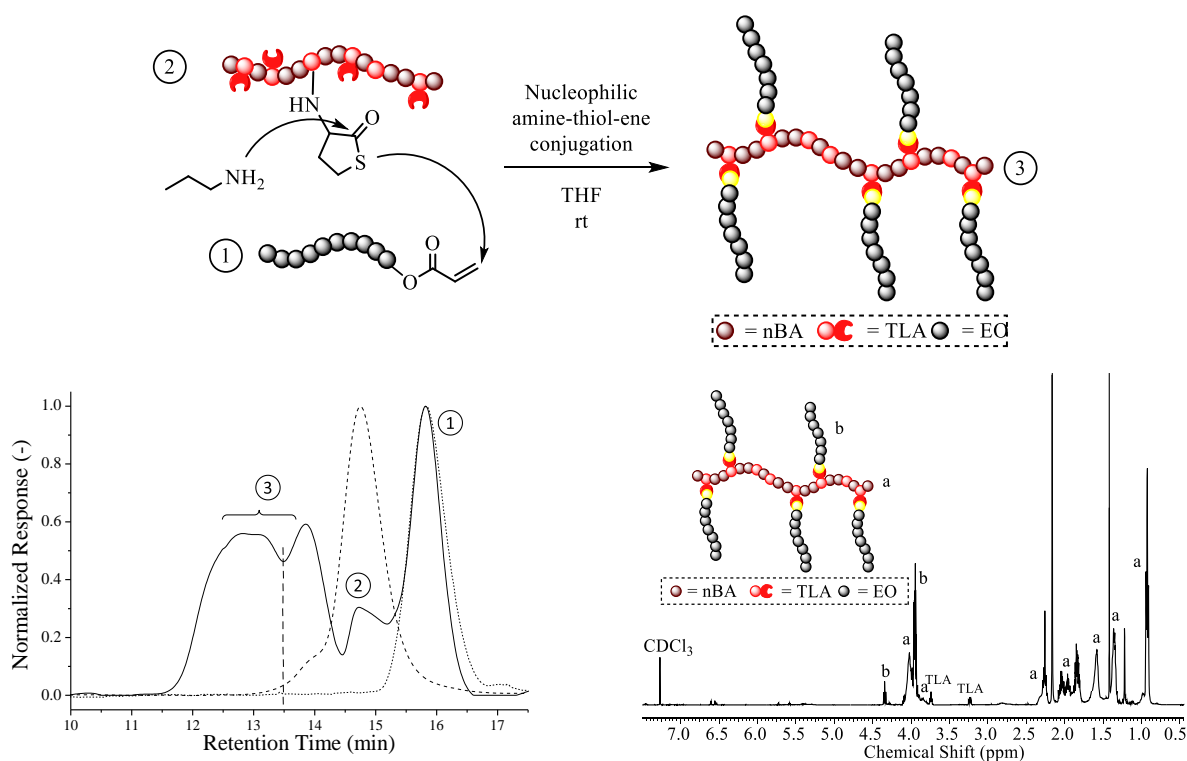 ②
HN
O
S
NH₂
①
O
O
Nucleophilic
amine-thiol-ene
conjugation
THF
rt
③
= nBA = TLA = EO
Normalized Response (-)
1.0
0.8
0.6
0.4
0.2
0.0
③
②
①
10 11 12 13 14 15 16 17
Retention Time (min)
b
a
= nBA = TLA = EO
CDCl₃
b
a
b
a
TLA
TLA
a
a
a
a
a
7.0 6.5 6.0 5.5 5.0 4.5 4.0 3.5 3.0 2.5 2.0 1.5 1.0 0.5
Chemical Shift (ppm)